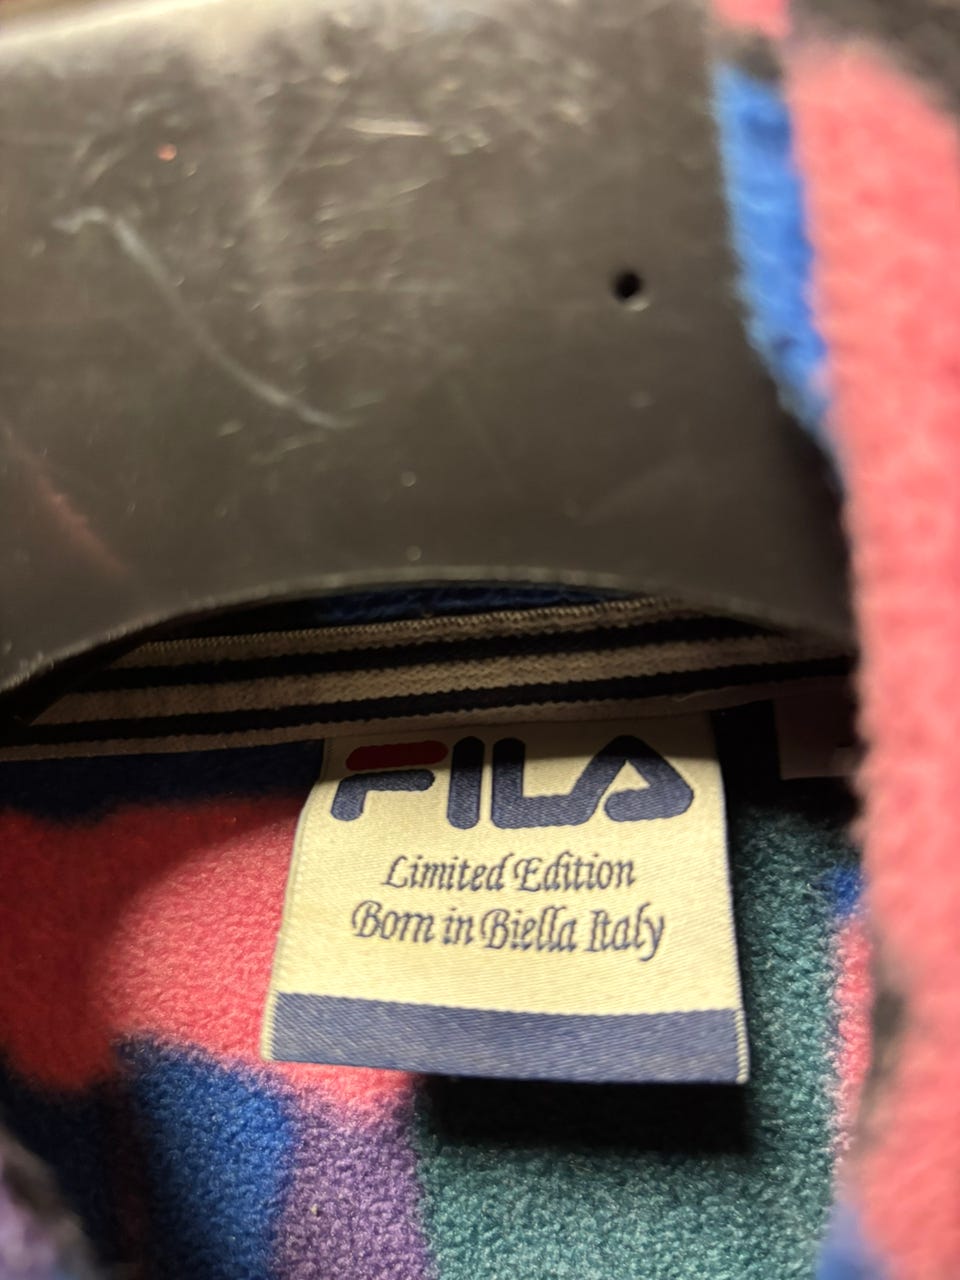 FILA
Limited Edition
Born in Biella Italy